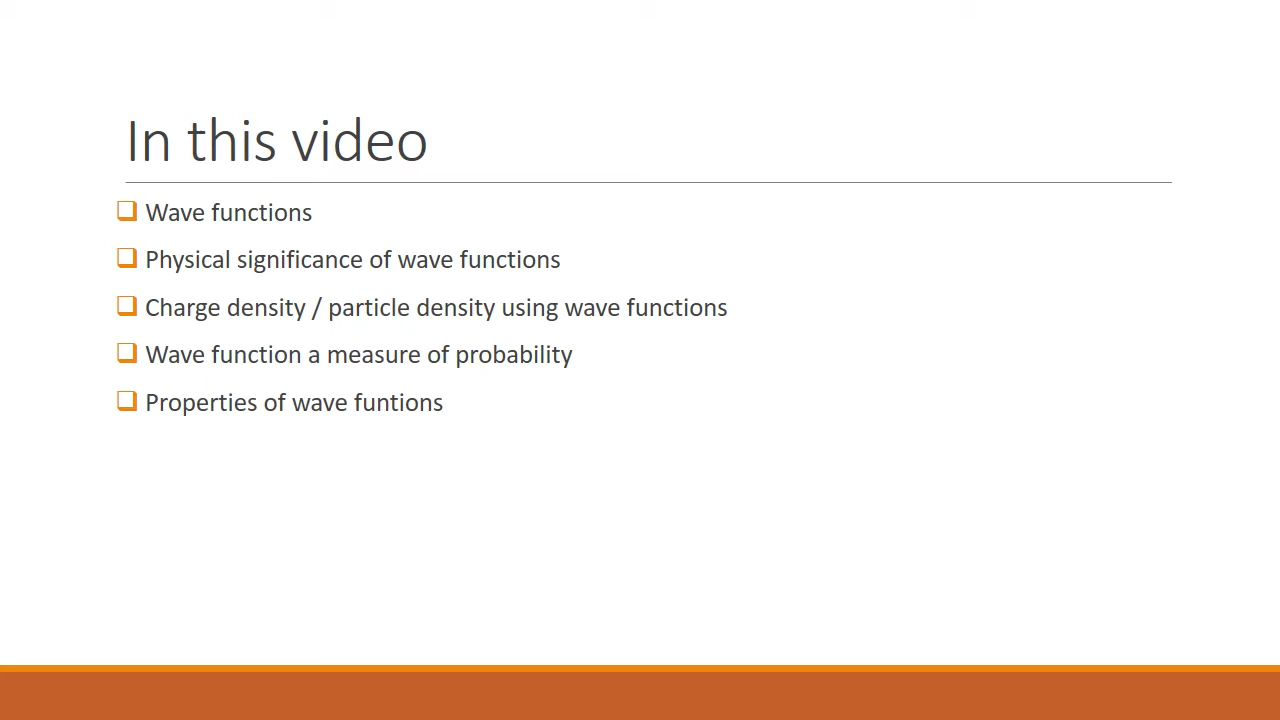 In this video
Wave functions
Physical significance of wave functions
Charge density / particle density using wave functions
Wave function a measure of probability
Properties of wave funtions